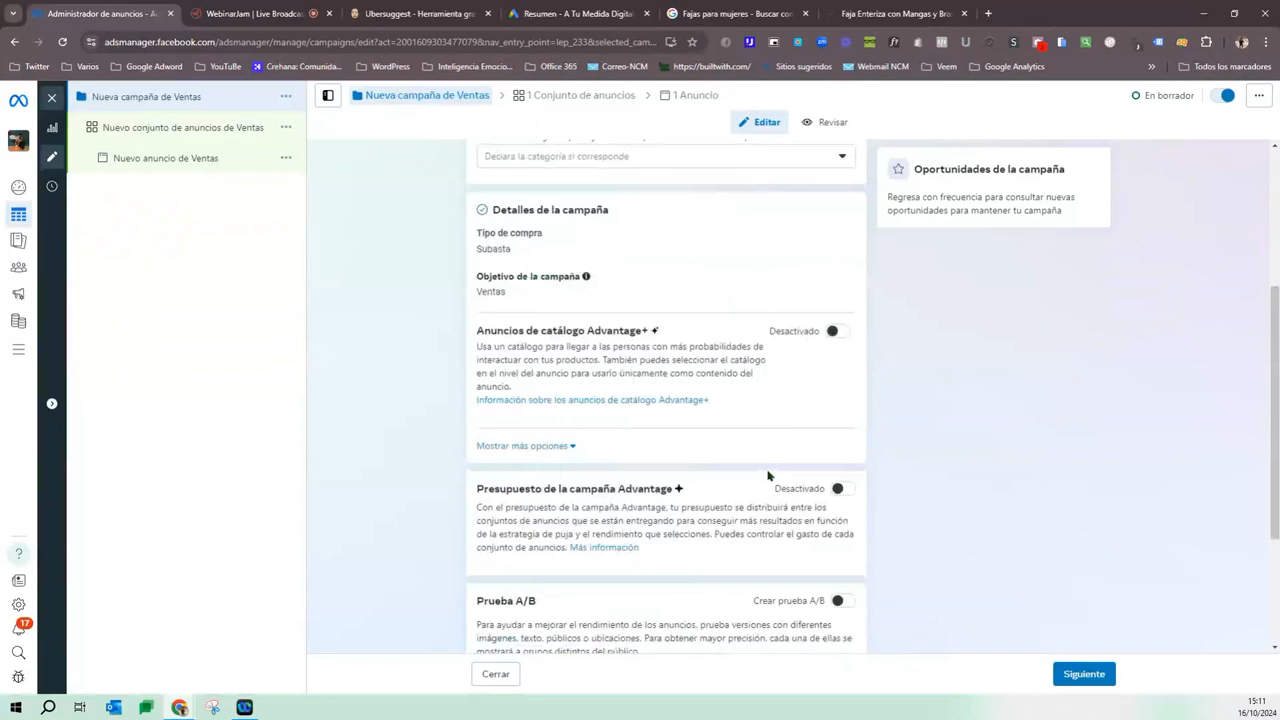 Administrador de anuncios - A
WebinarJam | Live Broadcas
Ubersuggest - Herramienta gr
Resumen - A Tu Medida Digital
Fajas para mujeres - Buscar con
Faja Enteriza con Mangas y Bra
adsmanager.facebook.com/adsmanager/manage/campaigns/edit?act=2001609303477079&nav_entry_point=lep_233&selected_cam...
Twitter
Varios
Google Adword
YouTube
Crehana: Comunida...
WordPress
Inteligencia Emocio...
Office 365
Correo-NCM
https://builtwith.com/
Sitios sugeridos
Webmail NCM
Veem
Google Analytics
Todos los marcadores
Nueva campaña de Ventas
Nuevo conjunto de anuncios de Ventas
Nuevo anuncio de Ventas
Nueva campaña de Ventas
1 Conjunto de anuncios
1 Anuncio
En borrador
Editar
Revisar
Declara la categoría si corresponde
Oportunidades de la campaña
Regresa con frecuencia para consultar nuevas
oportunidades para mantener tu campaña
Detalles de la campaña
Tipo de compra
Subasta
Objetivo de la campaña
Ventas
Anuncios de catálogo Advantage+
Desactivado
Usa un catálogo para llegar a las personas con más probabilidades de
interactuar con tus productos. También puedes seleccionar el catálogo
en el nivel del anuncio para usarlo únicamente como contenido del
anuncio.
Información sobre los anuncios de catálogo Advantage+
Mostrar más opciones
Presupuesto de la campaña Advantage
Desactivado
Con el presupuesto de la campaña Advantage, tu presupuesto se distribuirá entre los
conjuntos de anuncios que se están entregando para conseguir más resultados en función
de la estrategia de puja y el rendimiento que selecciones. Puedes controlar el gasto de cada
conjunto de anuncios. Más información
Prueba A/B
Crear prueba A/B
Para ayudar a mejorar el rendimiento de los anuncios, prueba versiones con diferentes
imágenes, texto, públicos o ubicaciones. Para obtener mayor precisión, cada una de ellas se
mostrará a grupos distintos del público.
17
Cerrar
Siguiente
15:11
16/10/2024